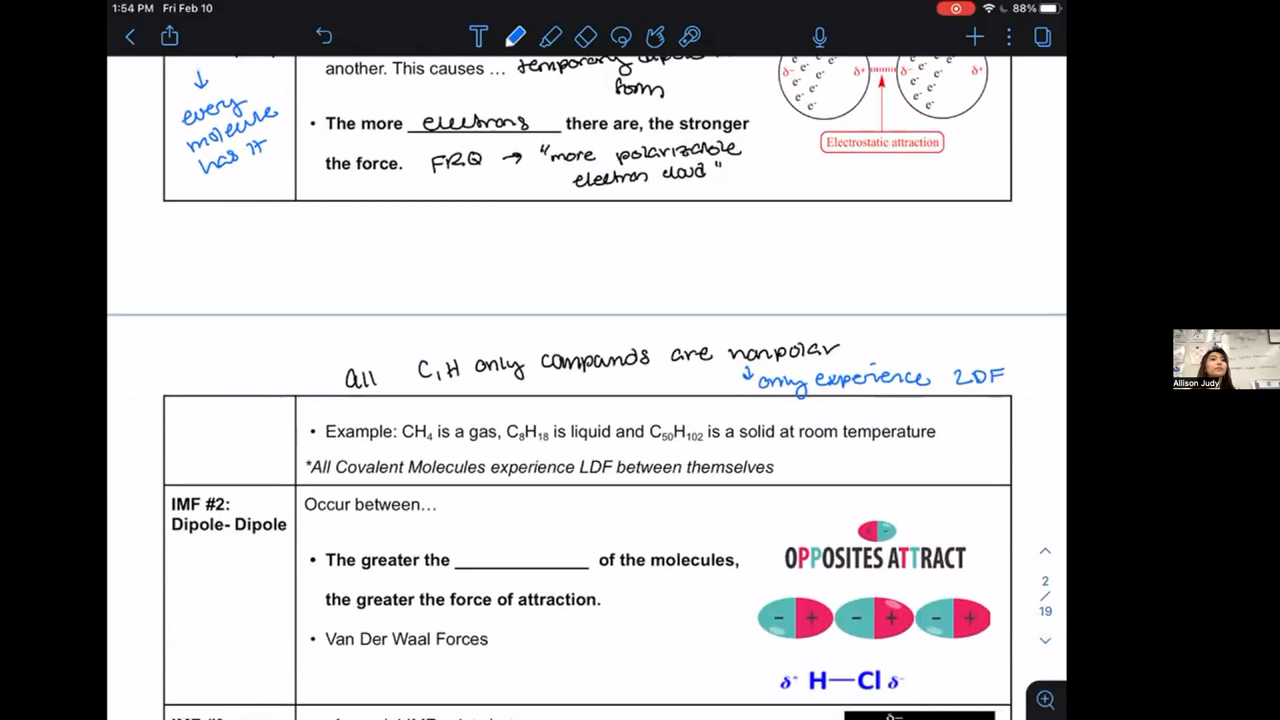 1:54 PM Fri Feb 10
88%
another. This causes … temporary
form
every
molecule
has it
• The more electrons there are, the stronger
the force. FRQ → "more polarizable
electron cloud"
δ- δ+ δ- δ+
e- e- e- e- e- e-
Electrostatic attraction
All C,H only compounds are nonpolar
↓ only experience LDF
• Example: CH₄ is a gas, C₈H₁₈ is liquid and C₅₀H₁₀₂ is a solid at room temperature
*All Covalent Molecules experience LDF between themselves
IMF #2:
Dipole- Dipole
Occur between…
• The greater the ____________ of the molecules,
the greater the force of attraction.
• Van Der Waal Forces
+ -
OPPOSITES ATTRACT
- + - + - +
δ+ H—Cl δ-
2
/
19
Allison Judy